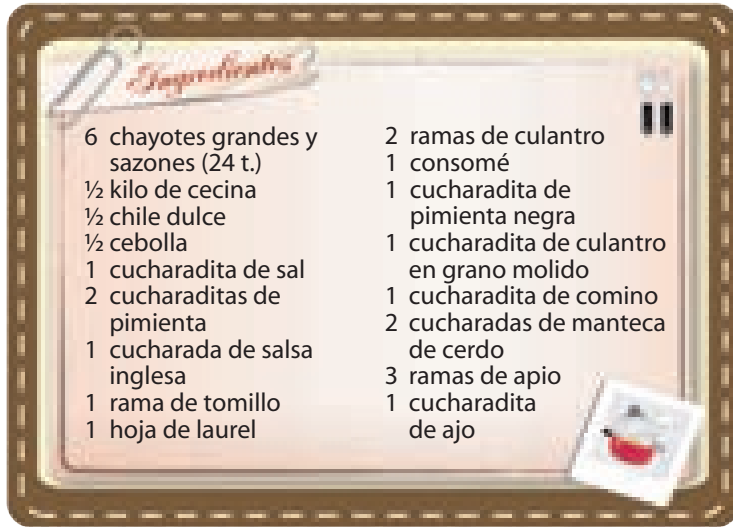 Ingredientes
6 chayotes grandes y
sazones (24 t.)
½ kilo de cecina
½ chile dulce
½ cebolla
1 cucharadita de sal
2 cucharaditas de
pimienta
1 cucharada de salsa
inglesa
1 rama de tomillo
1 hoja de laurel
2 ramas de culantro
1 consomé
1 cucharadita de
pimienta negra
1 cucharadita de culantro
en grano molido
1 cucharadita de comino
2 cucharadas de manteca
de cerdo
3 ramas de apio
1 cucharadita
de ajo